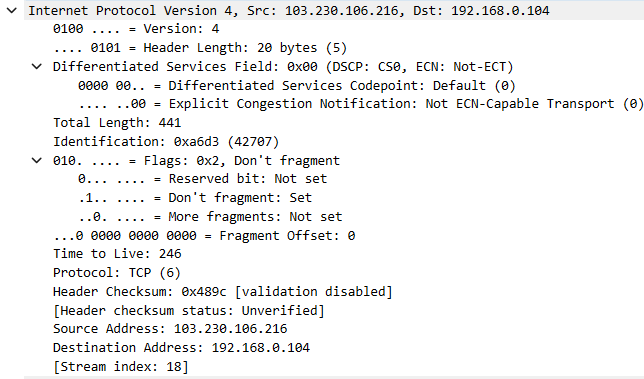 Internet Protocol Version 4, Src: 103.230.106.216, Dst: 192.168.0.104
0100 .... = Version: 4
.... 0101 = Header Length: 20 bytes (5)
Differentiated Services Field: 0x00 (DSCP: CS0, ECN: Not-ECT)
0000 00.. = Differentiated Services Codepoint: Default (0)
.... ..00 = Explicit Congestion Notification: Not ECN-Capable Transport (0)
Total Length: 441
Identification: 0xa6d3 (42707)
010. .... = Flags: 0x2, Don't fragment
0... .... = Reserved bit: Not set
.1.. .... = Don't fragment: Set
..0. .... = More fragments: Not set
...0 0000 0000 0000 = Fragment Offset: 0
Time to Live: 246
Protocol: TCP (6)
Header Checksum: 0x489c [validation disabled]
[Header checksum status: Unverified]
Source Address: 103.230.106.216
Destination Address: 192.168.0.104
[Stream index: 18]